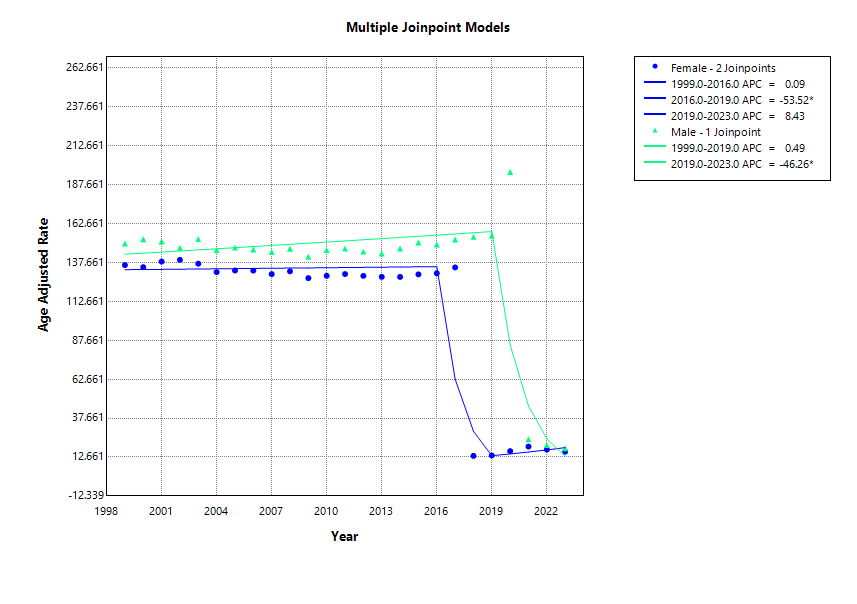 Multiple Joinpoint Models
262.661
237.661
212.661
187.661
162.661
137.661
112.661
87.661
62.661
37.661
12.661
-12.339
Age Adjusted Rate
1998 2001 2004 2007 2010 2013 2016 2019 2022
Year
Female - 2 Joinpoints
1999.0-2016.0 APC = 0.09
2016.0-2019.0 APC = -53.52*
2019.0-2023.0 APC = 8.43
Male - 1 Joinpoint
1999.0-2019.0 APC = 0.49
2019.0-2023.0 APC = -46.26*